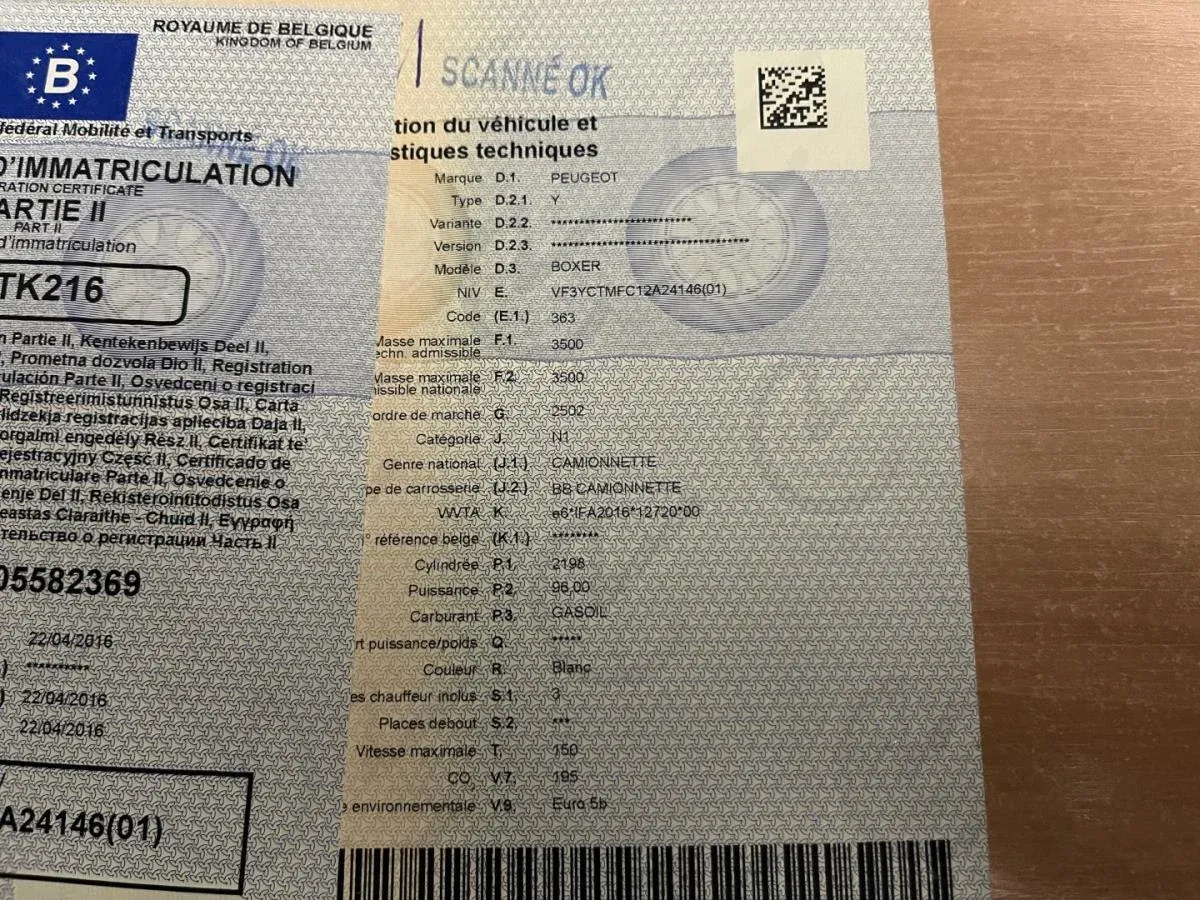 ROYAUME DE BELGIQUE
KINGDOM OF BELGIUM
B
fédéral Mobilité et Transports
D'IMMATRICULATION
RATION CERTIFICATE
ARTIE II
PART II
d'immatriculation
TK216
n Partie II, Kentekenbewijs Deel II,
, Prometna dozvola Dio II, Registration
ulación Parte II, Osvedceni o registraci
Registreerimistunnistus Osa II, Carta
lidzekja registracijas apliecība Daja II,
orgalmi engedély Rész II, Certifikat te'
ejestracyjny Część II, Certificado de
nmatriculare Parte II, Osvedcenie o
enje Del II, Rekisterointitodistus Osa
eastas Claraithe - Chuid II, Εγγραφή
тельство о регистрации Часть II
05582369
22/04/2016
) **********
) 22/04/2016
22/04/2016
A24146(01)
SCANNÉ OK
tion du véhicule et
stiques techniques
Marque D.1. PEUGEOT
Type D.2.1. Y
Variante D.2.2. *************************
Version D.2.3. ***********************************
Modèle D.3. BOXER
NIV E. VF3YCTMFC12A24146(01)
Code (E.1.) 363
Masse maximale F.1. 3500
echn. admissible
Masse maximale F.2. 3500
nissible nationale
ordre de marche G. 2502
Catégorie J. N1
Genre national (J.1.) CAMIONNETTE
pe de carrosserie (J.2.) BB CAMIONNETTE
VVTA K. e6*IFA2016*12720*00
° référence belge (K.1.) ********
Cylindrée P.1. 2198
Puissance P.2. 96,00
Carburant P.3. GASOIL
rt puissance/poids Q. *****
Couleur R. Blanc
es chauffeur inclus S.1. 3
Places debout S.2. ***
Vitesse maximale T. 150
CO2 V.7. 195
e environnementale V.9. Euro 5b